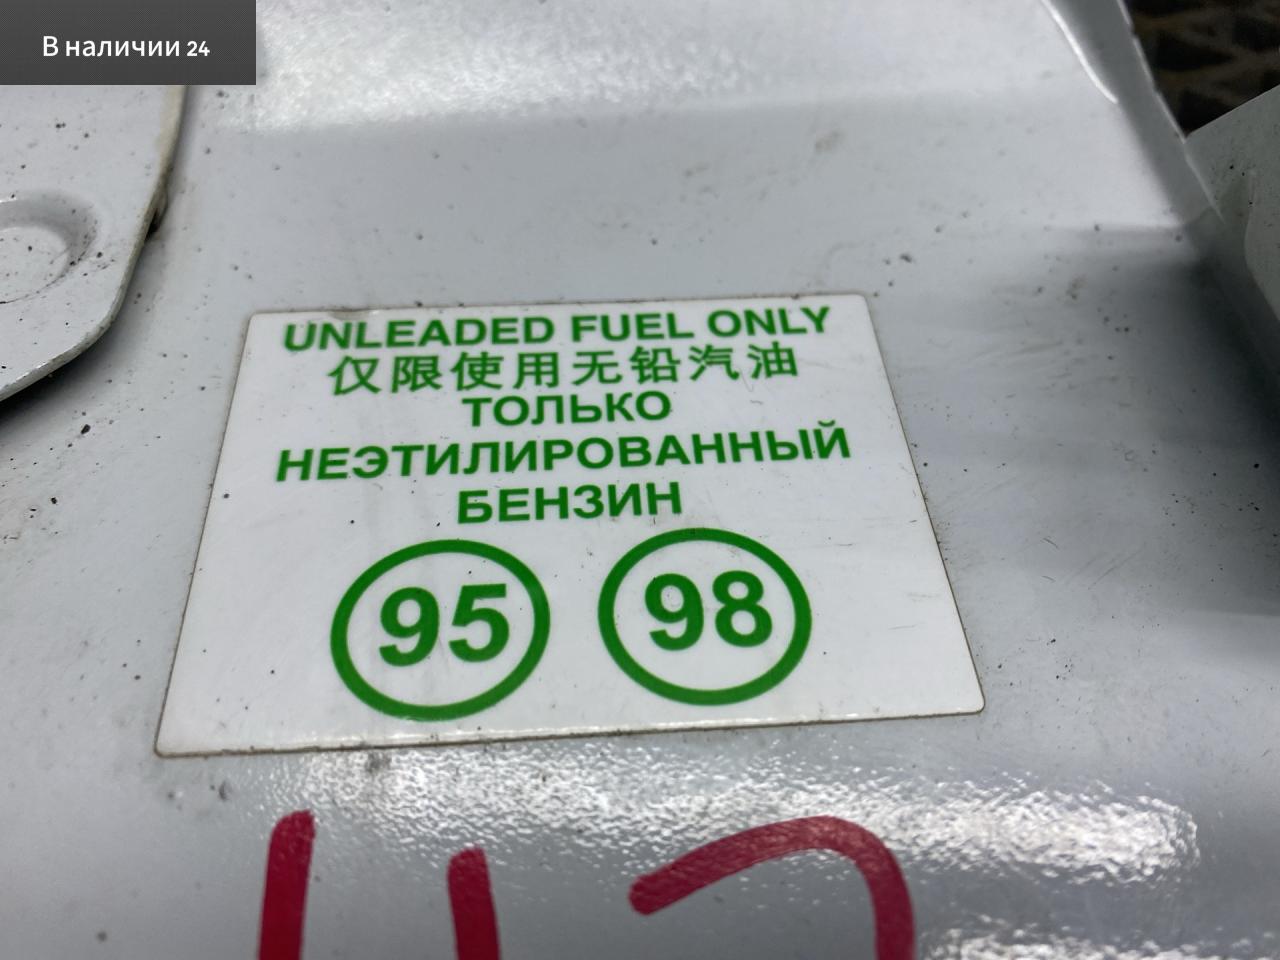 В наличии 24
UNLEADED FUEL ONLY
仅限使用无铅汽油
ТОЛЬКО
НЕЭТИЛИРОВАННЫЙ
БЕНЗИН
95 98